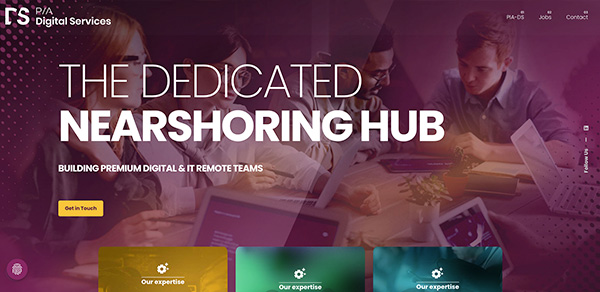 DS
P/A
Digital Services
01
PIA-DS
02
Jobs
03
Contact
THE DEDICATED
NEARSHORING HUB
BUILDING PREMIUM DIGITAL & IT REMOTE TEAMS
Follow Us
Get in Touch
Our expertise
Our expertise
Our expertise